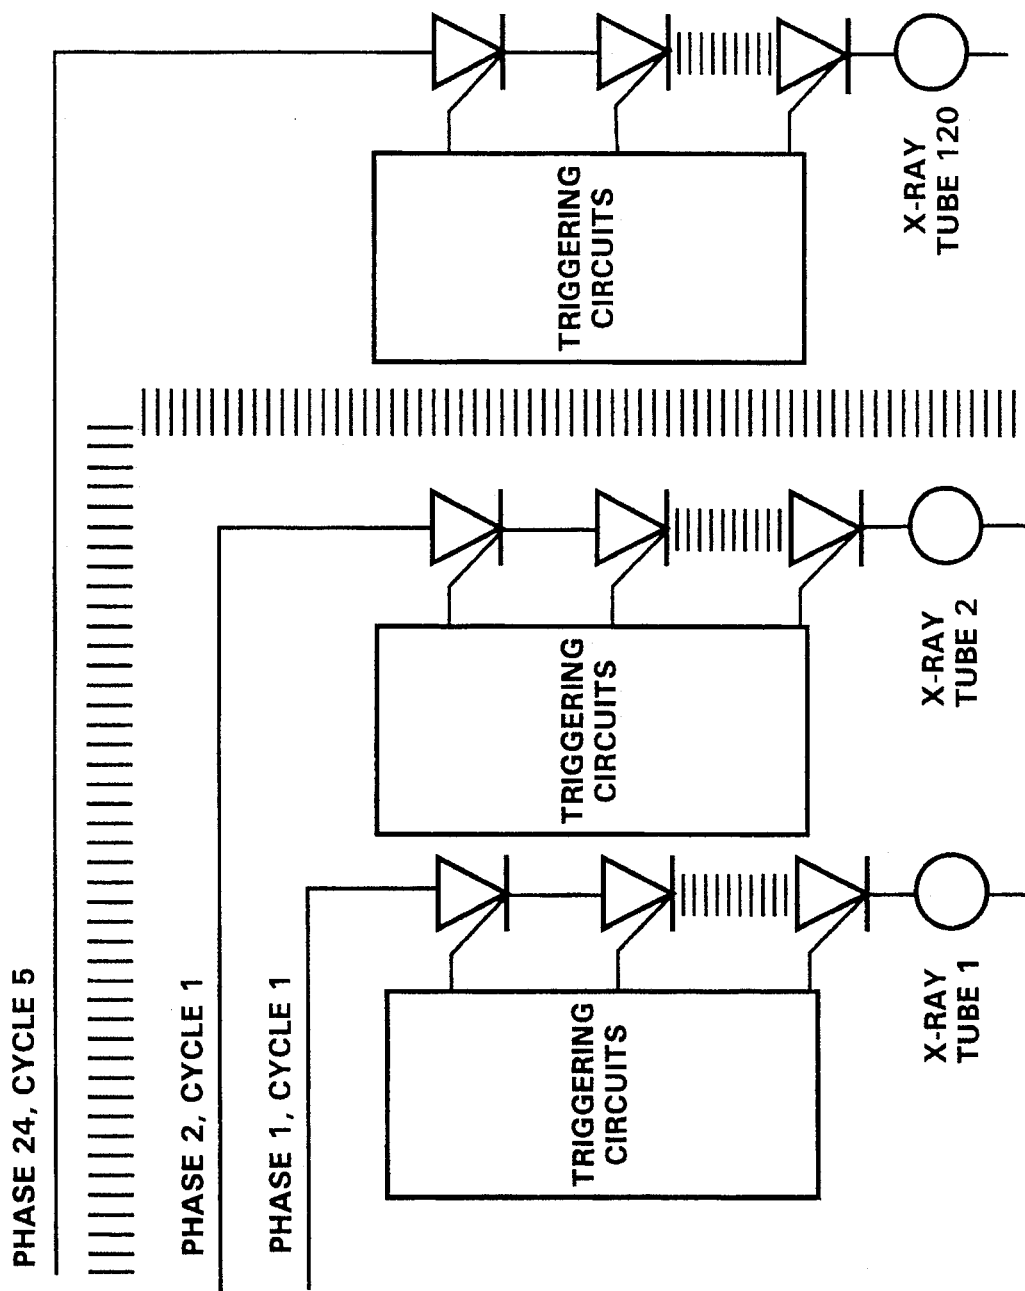 PHASE 24, CYCLE 5
PHASE 2, CYCLE 1
PHASE 1, CYCLE 1
TRIGGERING
CIRCUITS
TRIGGERING
CIRCUITS
TRIGGERING
CIRCUITS
X-RAY
TUBE 1
X-RAY
TUBE 2
X-RAY
TUBE 120